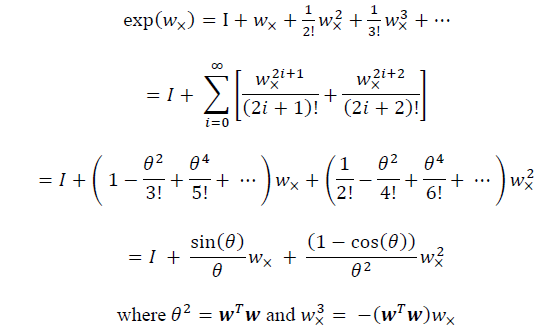 exp(w×) = I + w× + 1/2! w×² + 1/3! w×³ + ⋯
= I + ∑_{i=0}^{∞} [ w×^{2i+1}/(2i + 1)! + w×^{2i+2}/(2i + 2)! ]
= I + ( 1 − θ²/3! + θ⁴/5! + ⋯ ) w× + ( 1/2! − θ²/4! + θ⁴/6! + ⋯ ) w×²
= I + sin(θ)/θ w× + (1 − cos(θ))/θ² w×²
where θ² = wᵀw and w×³ = −(wᵀw)w×